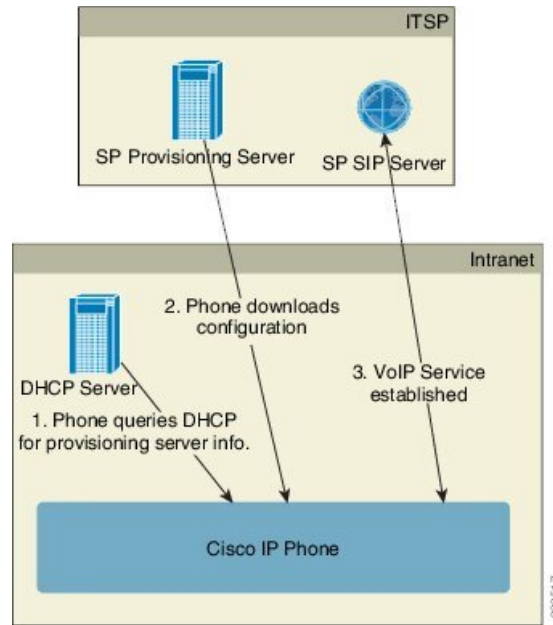 ITSP
SP Provisioning Server
SP SIP Server
Intranet
2. Phone downloads
configuration
DHCP Server
3. VoIP Service
established
1. Phone queries DHCP
for provisioning server info.
Cisco IP Phone